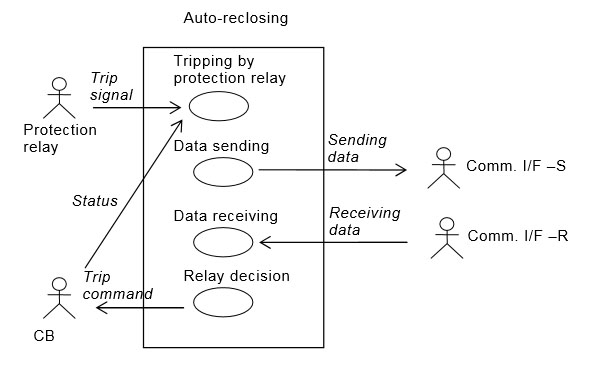 Auto-reclosing
Tripping by
protection relay
Trip
signal
Protection
relay
Data sending
Sending
data
Comm. I/F –S
Status
Data receiving
Receiving
data
Comm. I/F –R
Relay decision
Trip
command
CB